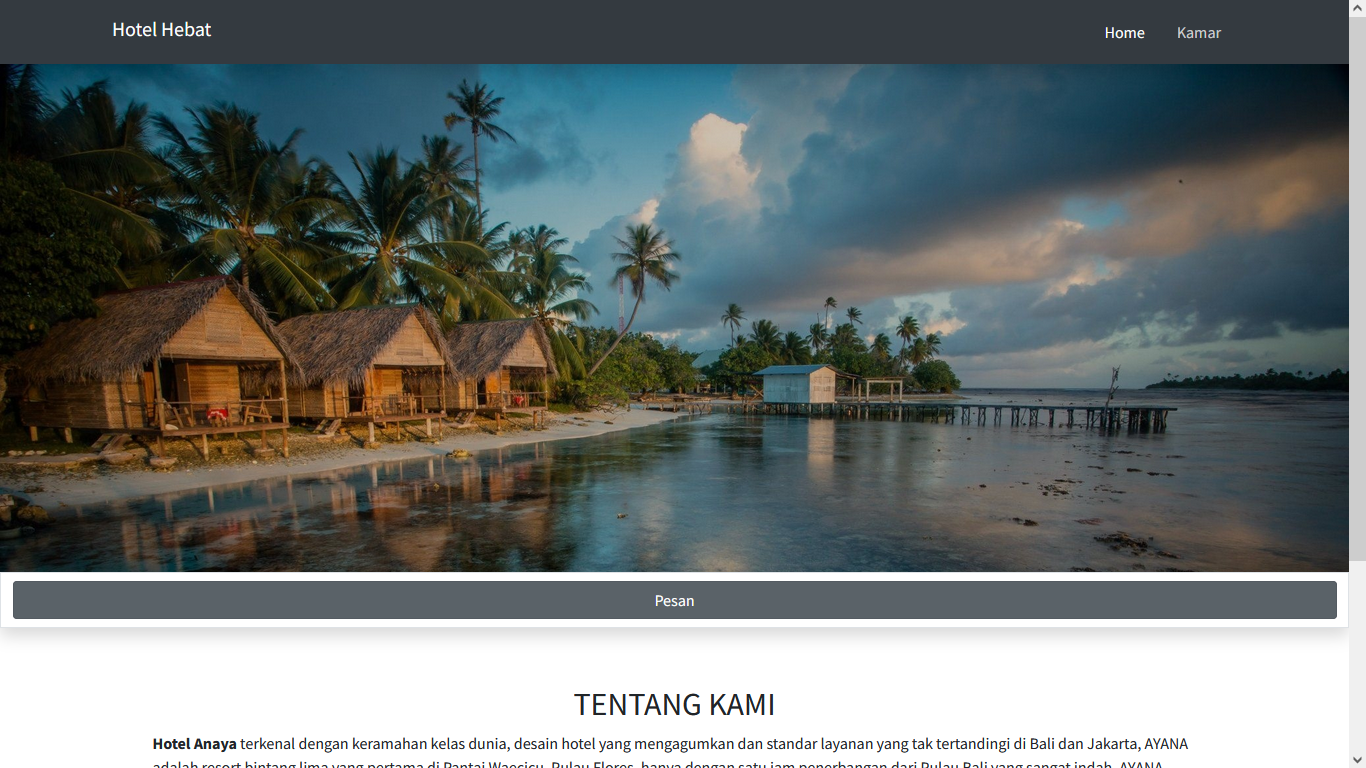 Hotel Hebat
Home
Kamar
Pesan
TENTANG KAMI
Hotel Anaya terkenal dengan keramahan kelas dunia, desain hotel yang mengagumkan dan standar layanan yang tak tertandingi di Bali dan Jakarta, AYANA
adalah resort bintang lima yang pertama di Pantai Waecicu, Pulau Flores, hanya dengan satu jam penerbangan dari Pulau Bali yang sangat indah. AYANA